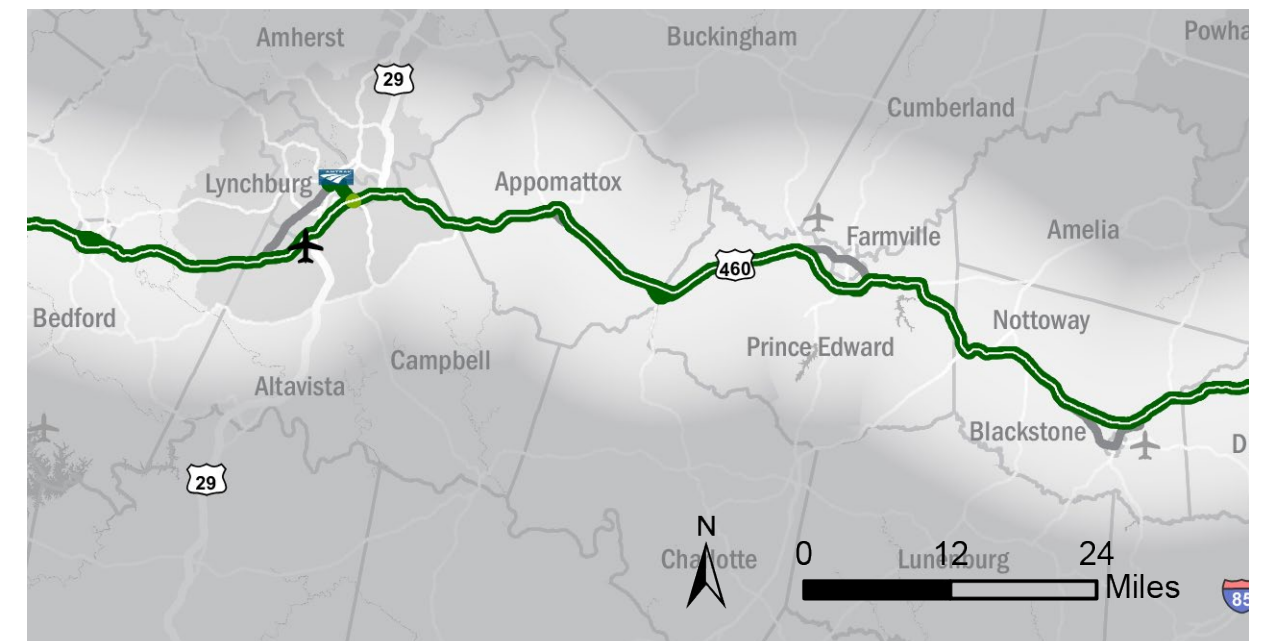 Amherst
Buckingham
Powha
29
Cumberland
Lynchburg
Appomattox
Amelia
Farmville
460
Bedford
Nottoway
Prince Edward
Campbell
Altavista
Blackstone
D
29
N
Charlotte
0 12 24
Lunenburg
Miles
85